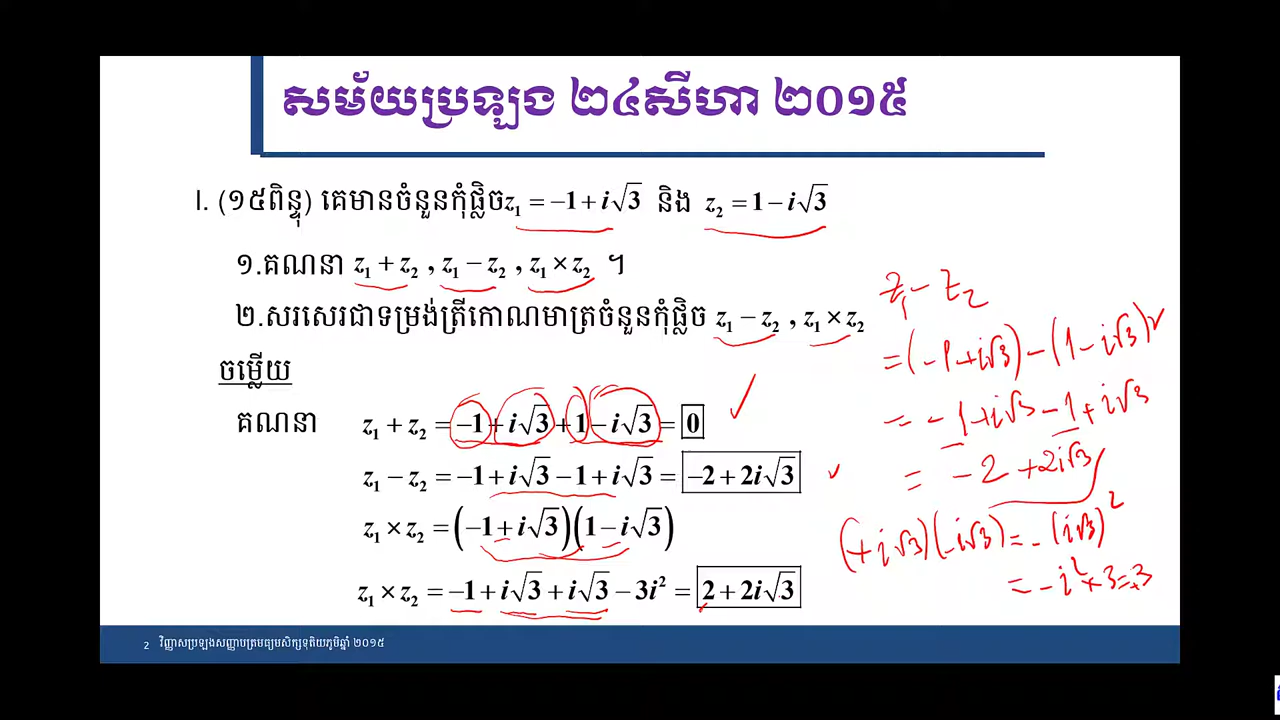 សម័យប្រឡង ២៤សីហា ២០១៥
I. (១៥ពិន្ទុ) គេមានចំនួនកុំផ្លិច z₁ = −1 + i√3 និង z₂ = 1 − i√3
១.គណនា z₁ + z₂ , z₁ − z₂ , z₁ × z₂ ។
២.សរសេរជាទម្រង់ត្រីកោណមាត្រចំនួនកុំផ្លិច z₁ − z₂ , z₁ × z₂
ចម្លើយ
គណនា z₁ + z₂ = −1 + i√3 + 1 − i√3 = 0
z₁ − z₂ = −1 + i√3 − 1 + i√3 = −2 + 2i√3
z₁ × z₂ = (−1 + i√3)(1 − i√3)
z₁ × z₂ = −1 + i√3 + i√3 − 3i² = 2 + 2i√3
z₁ − z₂
= (−1 + i√3) − (1 − i√3)
= −1 + i√3 − 1 + i√3
= −2 + 2i√3
(+i√3)(−i√3) = −(i√3)²
= −i² × 3 = 3
2 វិញ្ញាសប្រឡងសញ្ញាបត្រមធ្យមសិក្សទុតិយភូមិឆ្នាំ ២០១៥